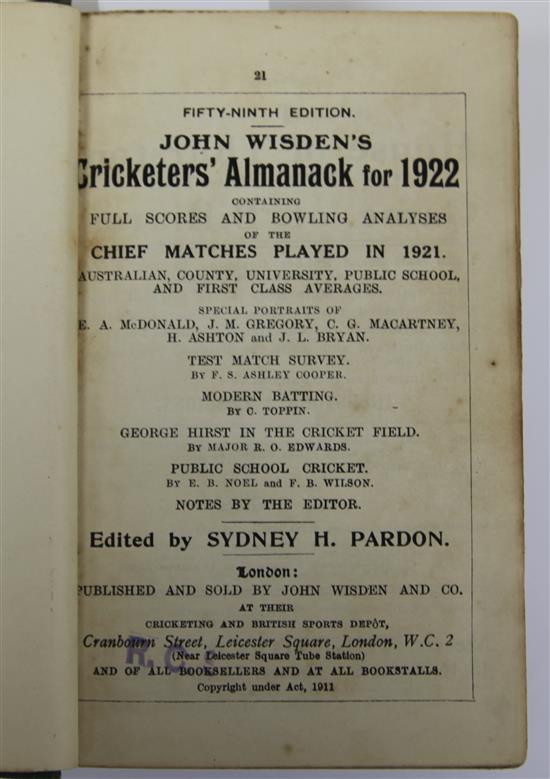 21
FIFTY-NINTH EDITION.
JOHN WISDEN'S
Cricketers' Almanack for 1922
CONTAINING
FULL SCORES AND BOWLING ANALYSES
OF THE
CHIEF MATCHES PLAYED IN 1921.
AUSTRALIAN, COUNTY, UNIVERSITY, PUBLIC SCHOOL,
AND FIRST CLASS AVERAGES.
SPECIAL PORTRAITS OF
E. A. McDONALD, J. M. GREGORY, C. G. MACARTNEY,
H. ASHTON and J. L. BRYAN.
TEST MATCH SURVEY.
BY F. S. ASHLEY COOPER.
MODERN BATTING.
BY C. TOPPIN.
GEORGE HIRST IN THE CRICKET FIELD.
BY MAJOR R. O. EDWARDS.
PUBLIC SCHOOL CRICKET.
BY E. B. NOEL and F. B. WILSON.
NOTES BY THE EDITOR.
Edited by SYDNEY H. PARDON.
London:
PUBLISHED AND SOLD BY JOHN WISDEN AND CO.
AT THEIR
CRICKETING AND BRITISH SPORTS DEPÔT,
Cranbourn Street, Leicester Square, London, W.C. 2
(Near Leicester Square Tube Station)
AND OF ALL BOOKSELLERS AND AT ALL BOOKSTALLS.
Copyright under Act, 1911